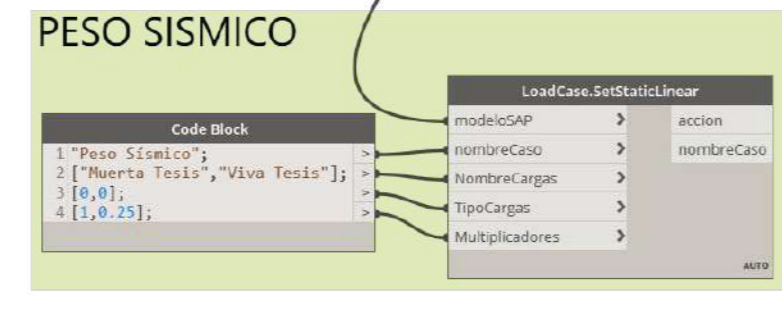 PESO SISMICO
Code Block
1 "Peso Sísmico"; >
2 ["Muerta Tesis","Viva Tesis"]; >
3 [0,0]; >
4 [1,0.25]; >
LoadCase.SetStaticLinear
modeloSAP > accion
nombreCaso > nombreCaso
NombreCargas >
TipoCargas >
Multiplicadores >
AUTO